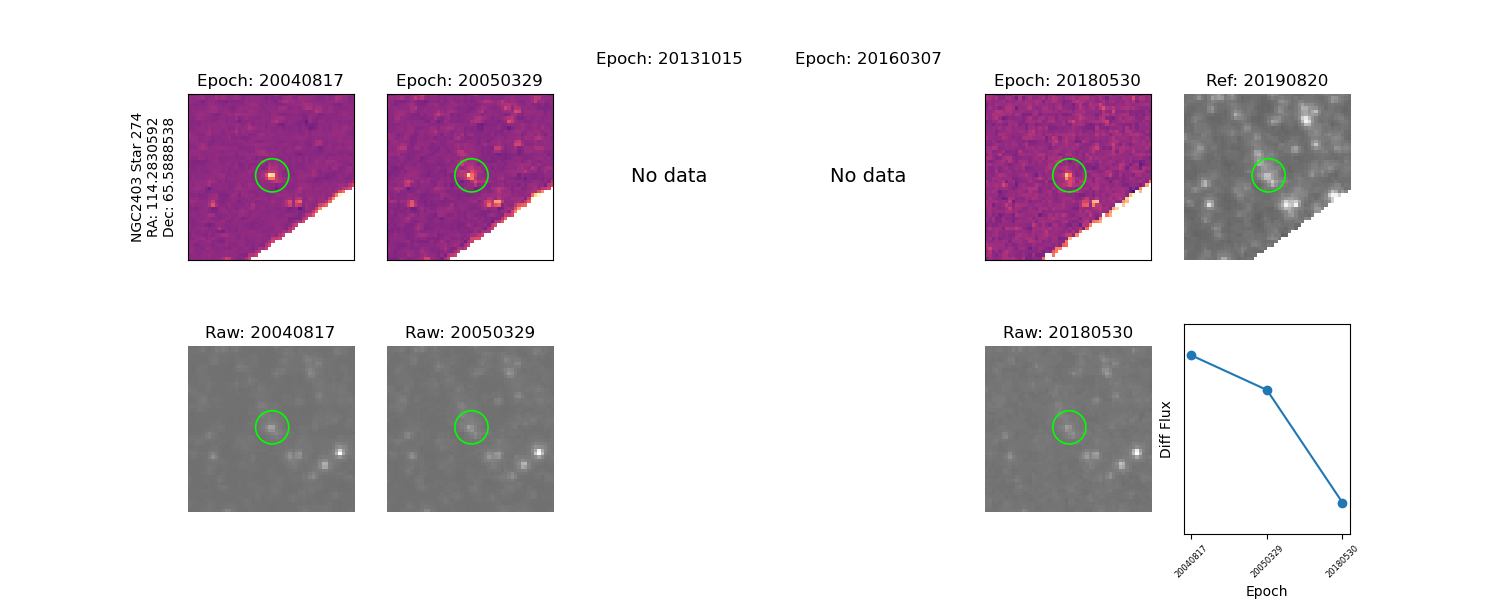 Epoch: 20040817
Epoch: 20050329
Epoch: 20131015
Epoch: 20160307
Epoch: 20180530
Ref: 20190820
NGC2403 Star 274
RA: 114.2830592
Dec: 65.5888538
No data
No data
Raw: 20040817
Raw: 20050329
Raw: 20180530
Diff Flux
20040817
20050329
20180530
Epoch